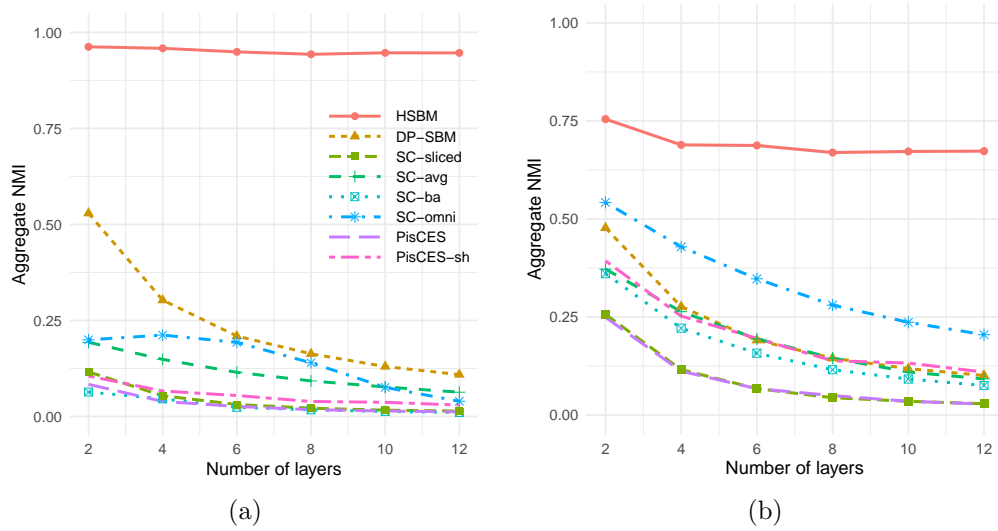 Aggregate NMI
1.00
0.75
0.50
0.25
0.00
2 4 6 8 10 12
Number of layers
HSBM
DP−SBM
SC−sliced
SC−avg
SC−ba
SC−omni
PisCES
PisCES−sh
(a)
Aggregate NMI
1.00
0.75
0.50
0.25
0.00
2 4 6 8 10 12
Number of layers
(b)